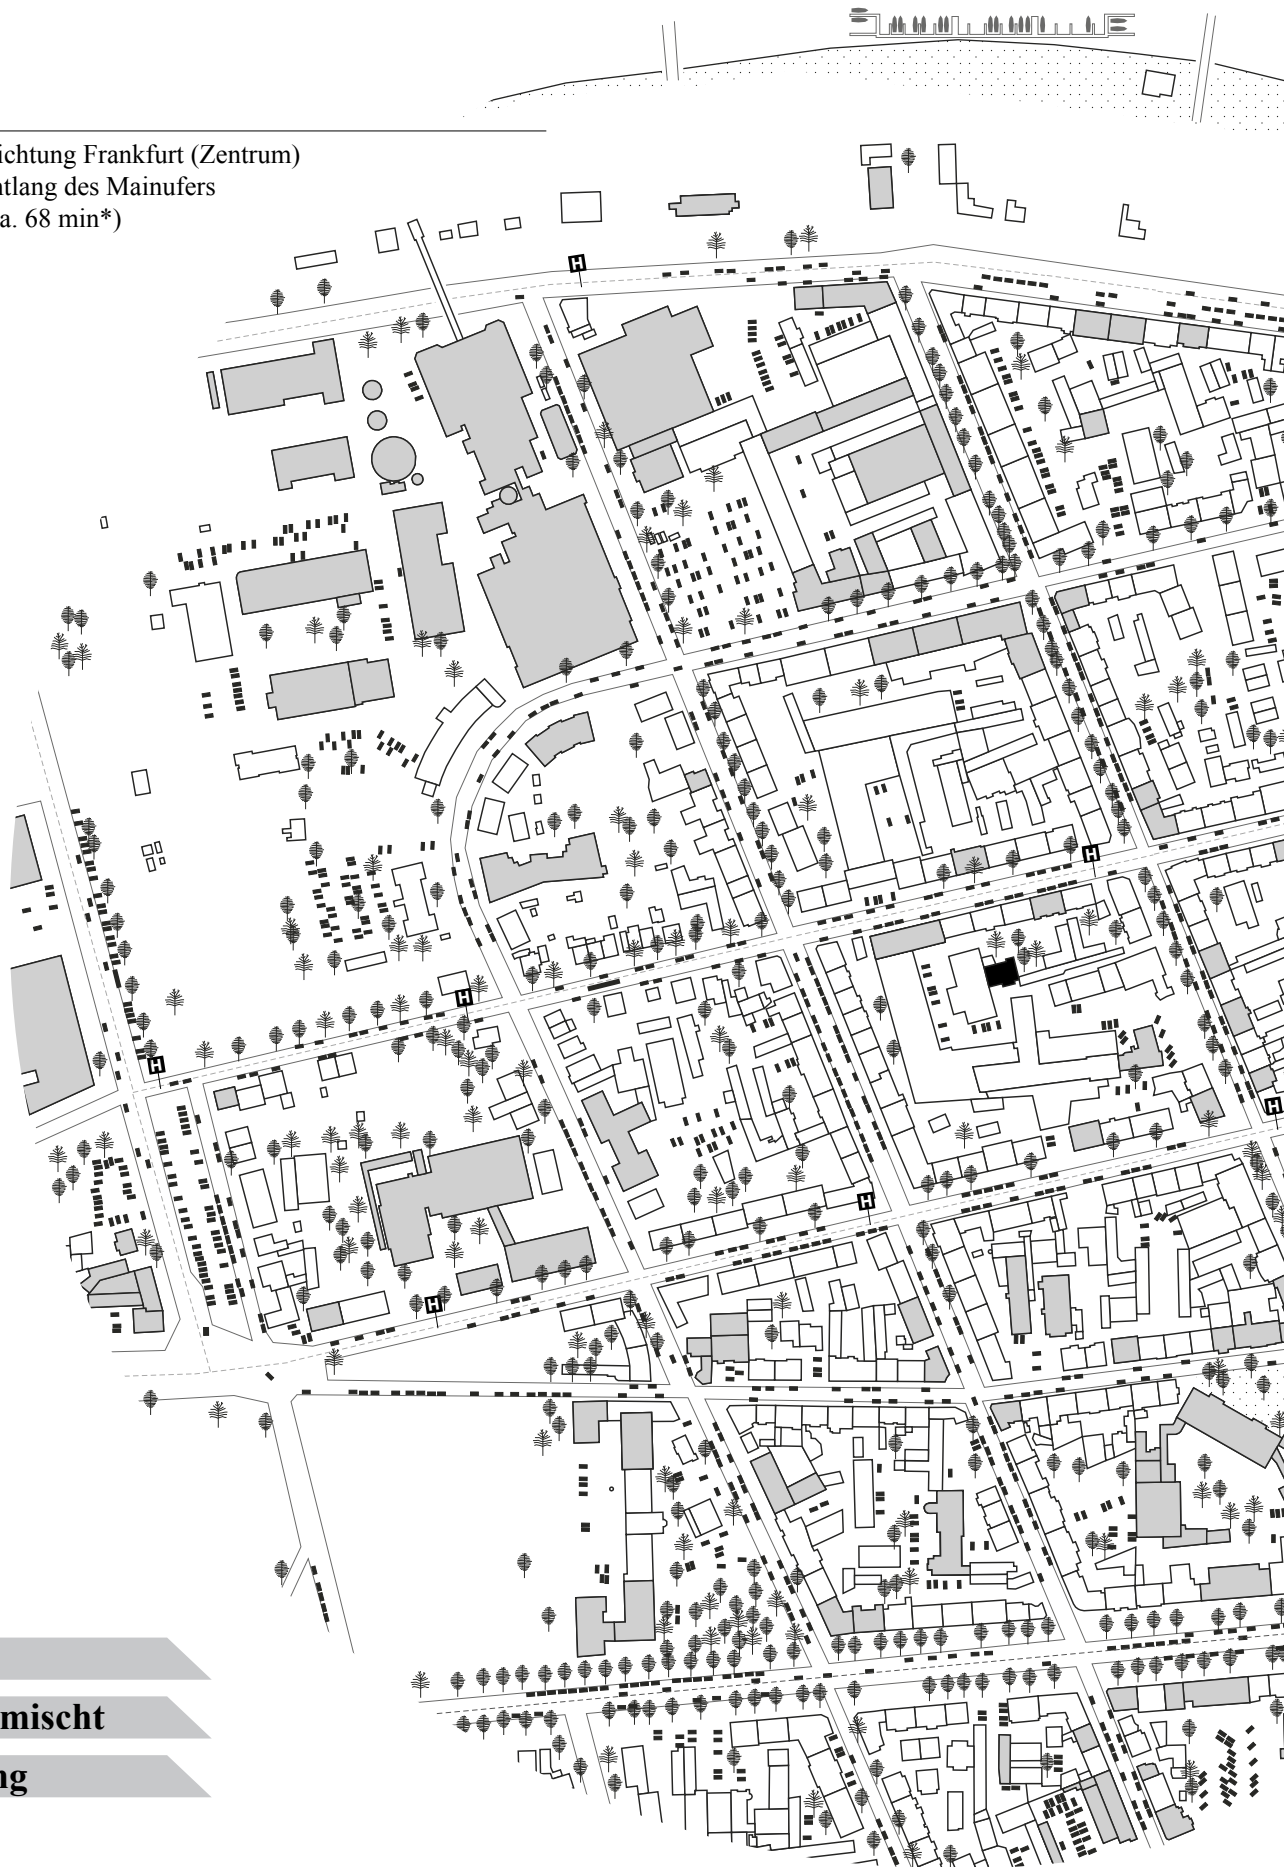 ichtung Frankfurt (Zentrum)
ntlang des Mainufers
a. 68 min*)
H
H
H
H
H
H
H
mischt
ng